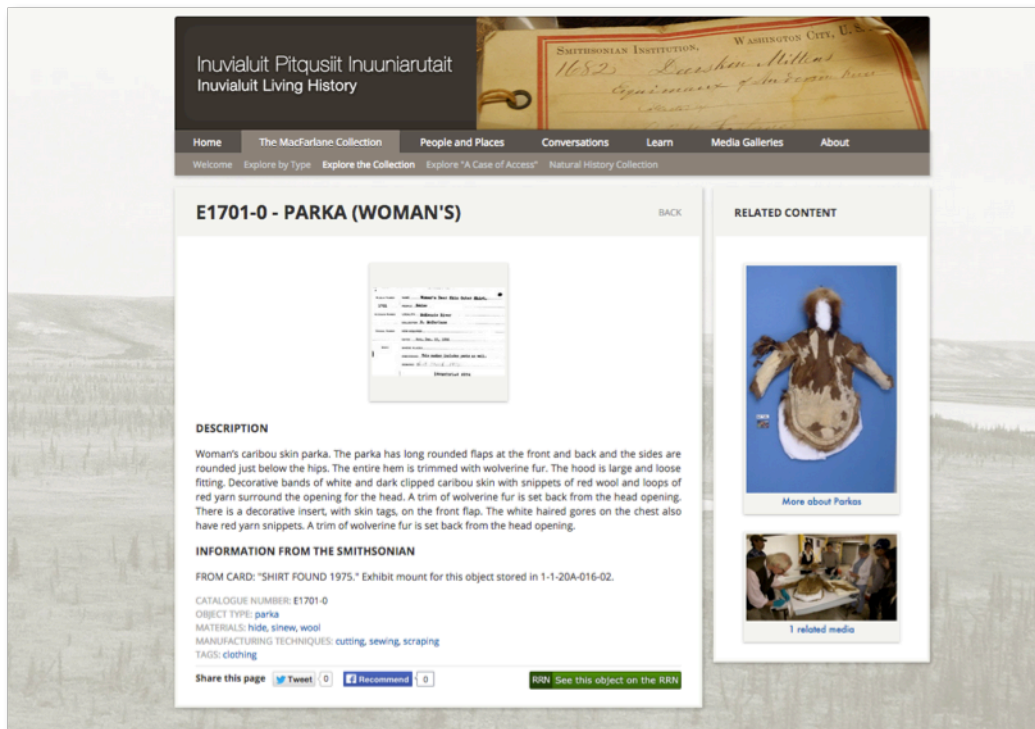 Inuvialuit Pitqusiit Inuuniarutait
Inuvialuit Living History
SMITHSONIAN INSTITUTION,
WASHINGTON CITY, U. S.
1682
Mittens
Home The MacFarlane Collection People and Places Conversations Learn Media Galleries About
Welcome Explore by Type Explore the Collection Explore "A Case of Access" Natural History Collection
E1701-0 - PARKA (WOMAN'S)
BACK
1701
McKenzie River
DESCRIPTION
Woman's caribou skin parka. The parka has long rounded flaps at the front and back and the sides are
rounded just below the hips. The entire hem is trimmed with wolverine fur. The hood is large and loose
fitting. Decorative bands of white and dark clipped caribou skin with snippets of red wool and loops of
red yarn surround the opening for the head. A trim of wolverine fur is set back from the head opening.
There is a decorative insert, with skin tags, on the front flap. The white haired gores on the chest also
have red yarn snippets. A trim of wolverine fur is set back from the head opening.
INFORMATION FROM THE SMITHSONIAN
FROM CARD: "SHIRT FOUND 1975." Exhibit mount for this object stored in 1-1-20A-016-02.
CATALOGUE NUMBER: E1701-0
OBJECT TYPE: parka
MATERIALS: hide, sinew, wool
MANUFACTURING TECHNIQUES: cutting, sewing, scraping
TAGS: clothing
Share this page Tweet 0 Recommend 0 RRN See this object on the RRN
RELATED CONTENT
More about Parkas
1 related media